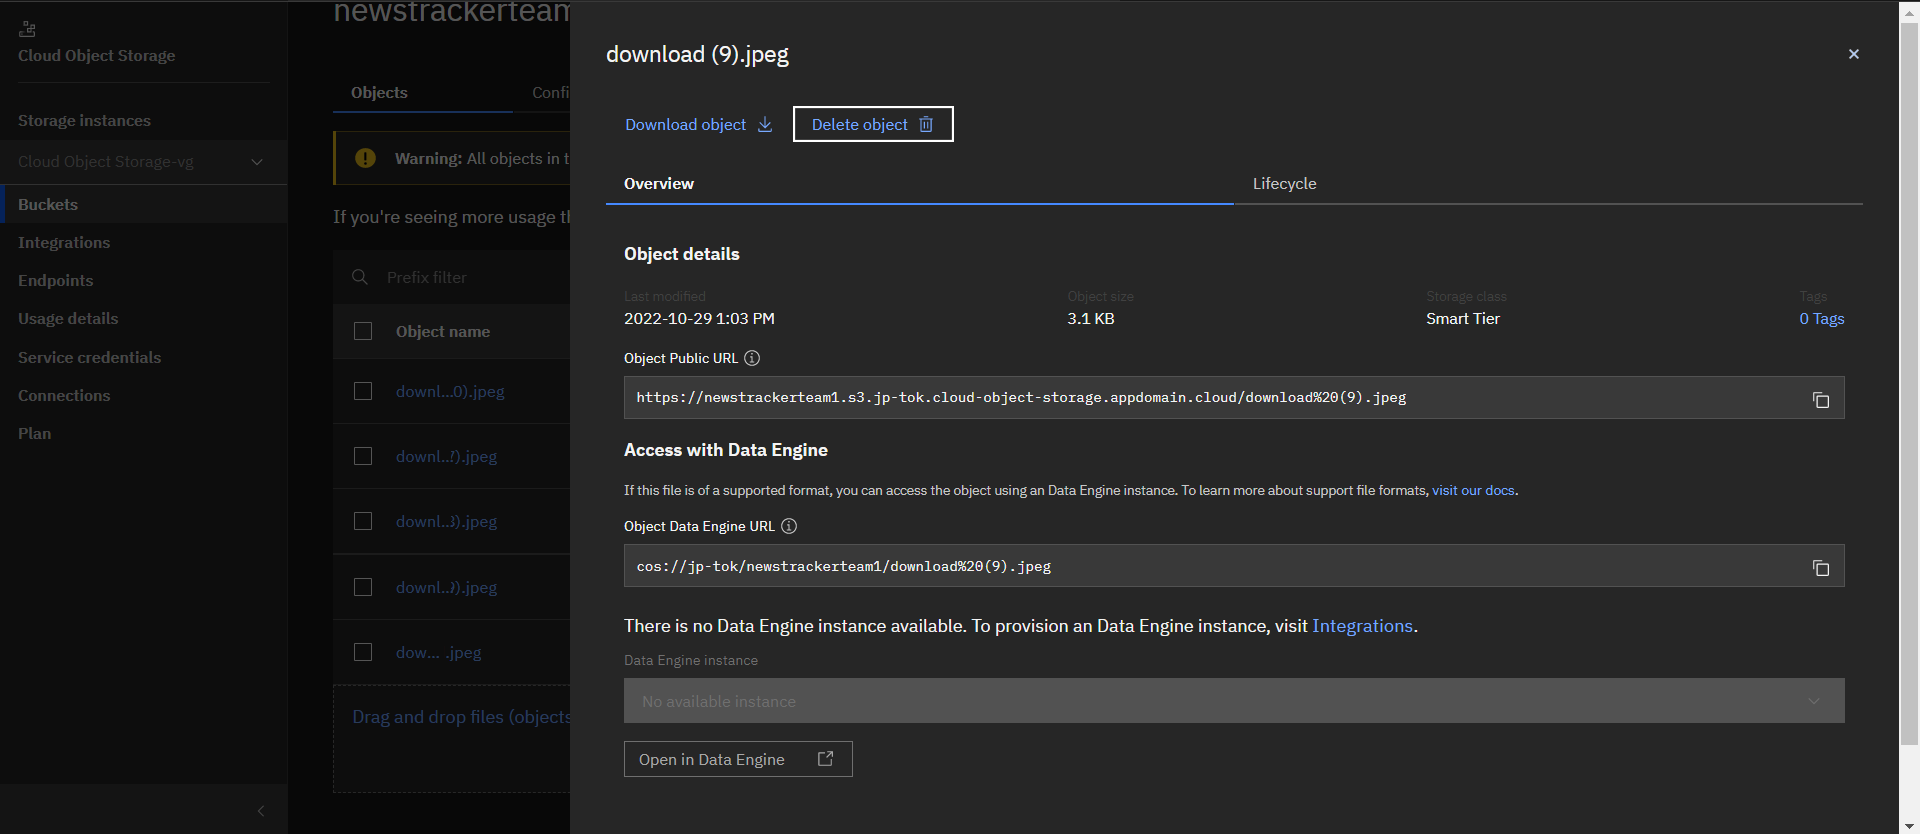 Cloud Object Storage
Storage instances
Cloud Object Storage-vg
Buckets
Integrations
Endpoints
Usage details
Service credentials
Connections
Plan
newstrackerteam
Objects
Confi
Warning: All objects in t
If you're seeing more usage th
Prefix filter
Object name
downl...0).jpeg
downl...).jpeg
downl...).jpeg
downl...).jpeg
dow... .jpeg
Drag and drop files (objects
download (9).jpeg
Download object
Delete object
Overview
Lifecycle
Object details
Last modified
2022-10-29 1:03 PM
Object size
3.1 KB
Storage class
Smart Tier
Tags
0 Tags
Object Public URL
https://newstrackerteam1.s3.jp-tok.cloud-object-storage.appdomain.cloud/download%20(9).jpeg
Access with Data Engine
If this file is of a supported format, you can access the object using an Data Engine instance. To learn more about support file formats, visit our docs.
Object Data Engine URL
cos://jp-tok/newstrackerteam1/download%20(9).jpeg
There is no Data Engine instance available. To provision an Data Engine instance, visit Integrations.
Data Engine instance
No available instance
Open in Data Engine